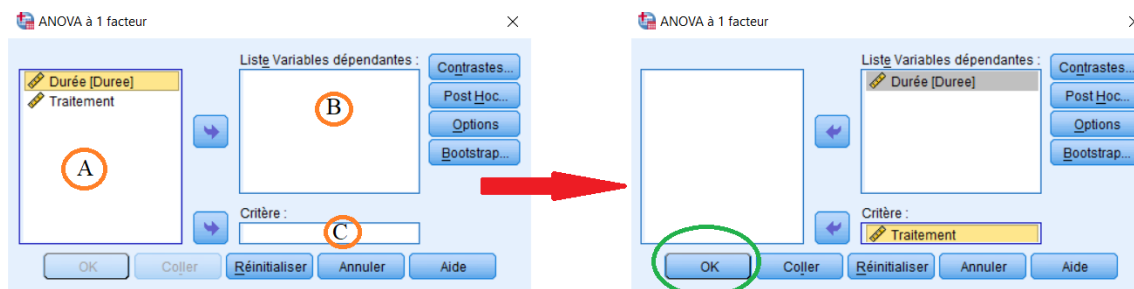 ANOVA à 1 facteur
Liste Variables dépendantes :
Durée [Duree]
Traitement
A
B
Contrastes...
Post Hoc...
Options
Bootstrap...
Critère :
C
OK Coller Réinitialiser Annuler Aide
ANOVA à 1 facteur
Liste Variables dépendantes :
Durée [Duree]
Contrastes...
Post Hoc...
Options
Bootstrap...
Critère :
Traitement
OK Coller Réinitialiser Annuler Aide